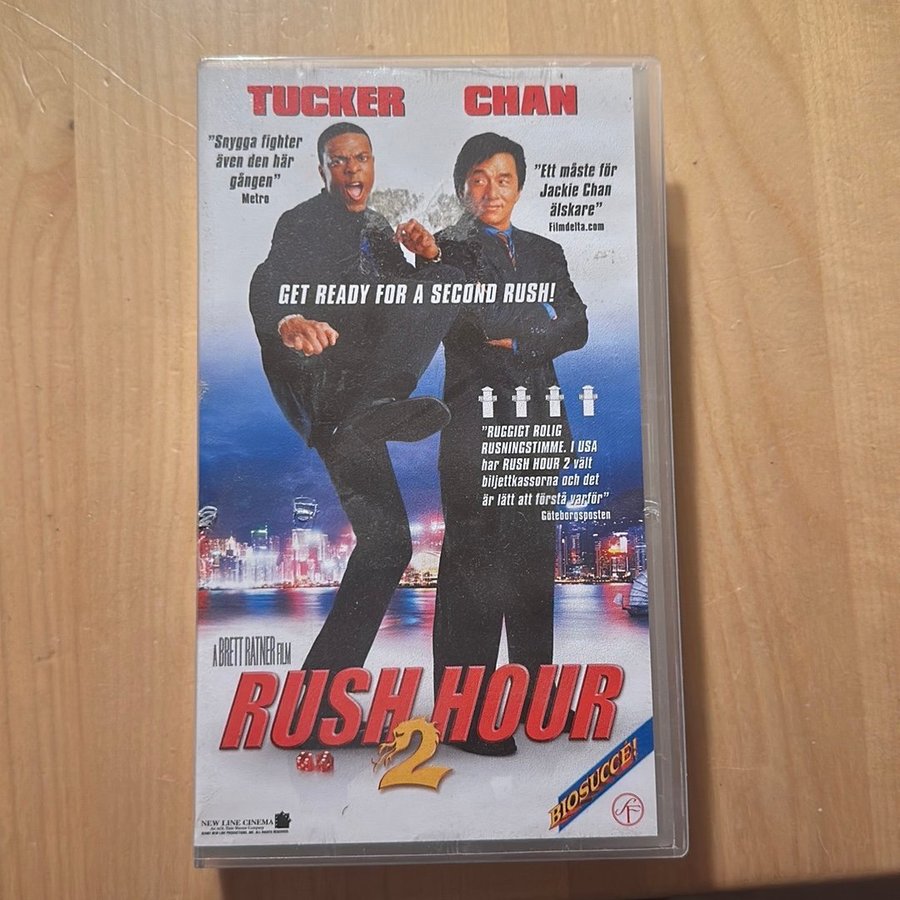 TUCKER CHAN
"Snygga fighter
även den här
gången"
Metro
"Ett måste för
Jackie Chan
älskare"
Filmdelta.com
GET READY FOR A SECOND RUSH!
"RUGGIGT ROLIG
RUSNINGSTIMME. I USA
har RUSH HOUR 2 vält
biljettkassorna och det
är lätt att förstå varför"
Göteborgsposten
A BRETT RATNER FILM
RUSH HOUR
2
BIOSUCCE!
SF
NEW LINE CINEMA